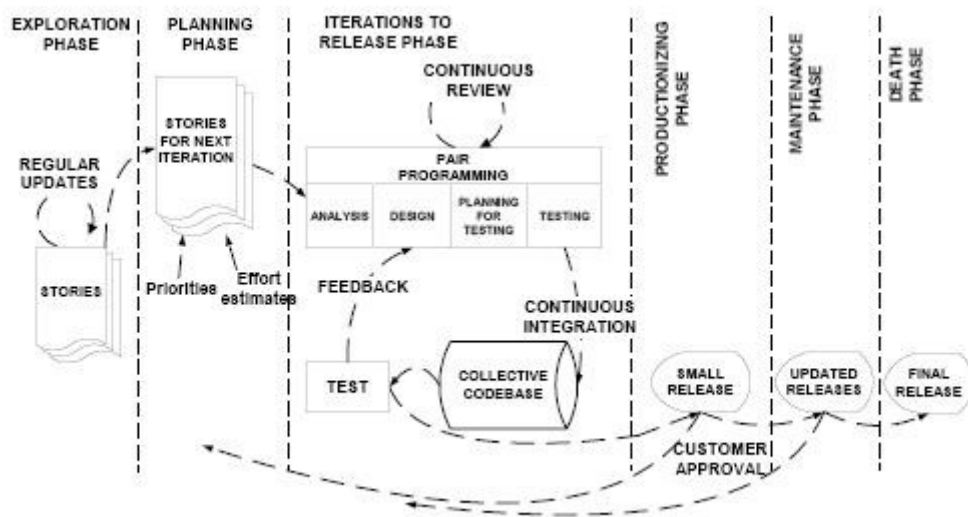 EXPLORATION
PHASE
PLANNING
PHASE
ITERATIONS TO
RELEASE PHASE
PRODUCTIONIZING
PHASE
MAINTENANCE
PHASE
DEATH
PHASE
CONTINUOUS
REVIEW
STORIES
FOR NEXT
ITERATION
REGULAR
UPDATES
PAIR
PROGRAMMING
ANALYSIS
DESIGN
PLANNING
FOR
TESTING
TESTING
STORIES
Priorities
Effort
estimates
FEEDBACK
CONTINUOUS
INTEGRATION
TEST
COLLECTIVE
CODEBASE
SMALL
RELEASE
UPDATED
RELEASES
FINAL
RELEASE
CUSTOMER
APPROVAL